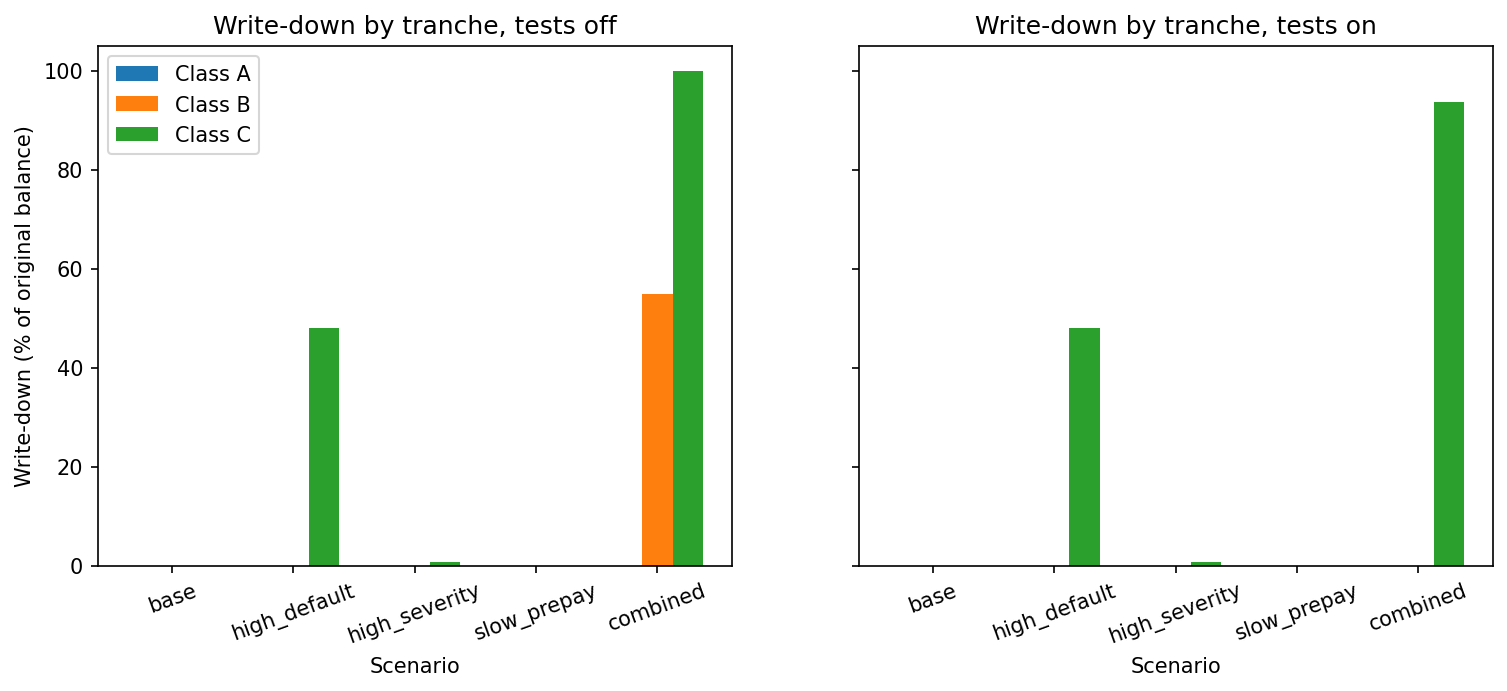 Write-down by tranche, tests off
Write-down (% of original balance)
100
80
60
40
20
0
Class A
Class B
Class C
base
high_default
high_severity
slow_prepay
combined
Scenario
Write-down by tranche, tests on
base
high_default
high_severity
slow_prepay
combined
Scenario